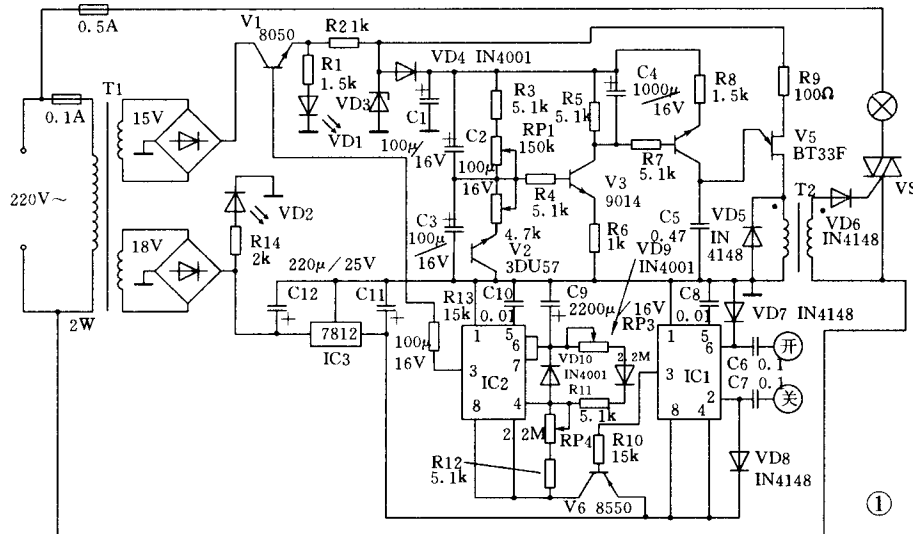 0.5A
V1
8050
R2 1k
T1
0.1A
15V
R1
1.5k
VD4 IN4001
VD3
VD1
C1
100μ
16V
R3
5.1k
RP1
150k
C2
100μ
16V
R5
5.1k
C4
1000μ
16V
R8
1.5k
R9
100Ω
V5
BT33F
R7
5.1k
R4
5.1k
V3
9014
220V~
VD2
R14
2k
18V
C3
100μ
16V
4.7k
V2
3DU57
R6
1k
C5
0.47
VD5
IN
4148
T2
VD6
IN4148
VS
VD9
IN4001
220μ/25V
C12
C11
R13
15k
C10
0.01
C9
2200μ
16V
C8
0.01
VD7 IN4148
2W
7812
IC3
100μ
16V
1
5
6
7
3
IC2
4
8
VD10
IN4001
RP3
2.2M
R11
5.1k
1
5
6
3
IC1
2
4
8
C6 0.1
开
C7 0.1
关
2.2M
RP4
R10
15k
R12
5.1k
V6 8550
VD8
IN4148
①